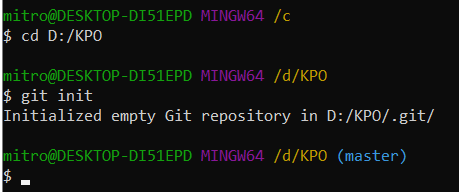 mitro@DESKTOP-DI51EPD MINGW64 /c
$ cd D:/KPO
mitro@DESKTOP-DI51EPD MINGW64 /d/KPO
$ git init
Initialized empty Git repository in D:/KPO/.git/
mitro@DESKTOP-DI51EPD MINGW64 /d/KPO (master)
$